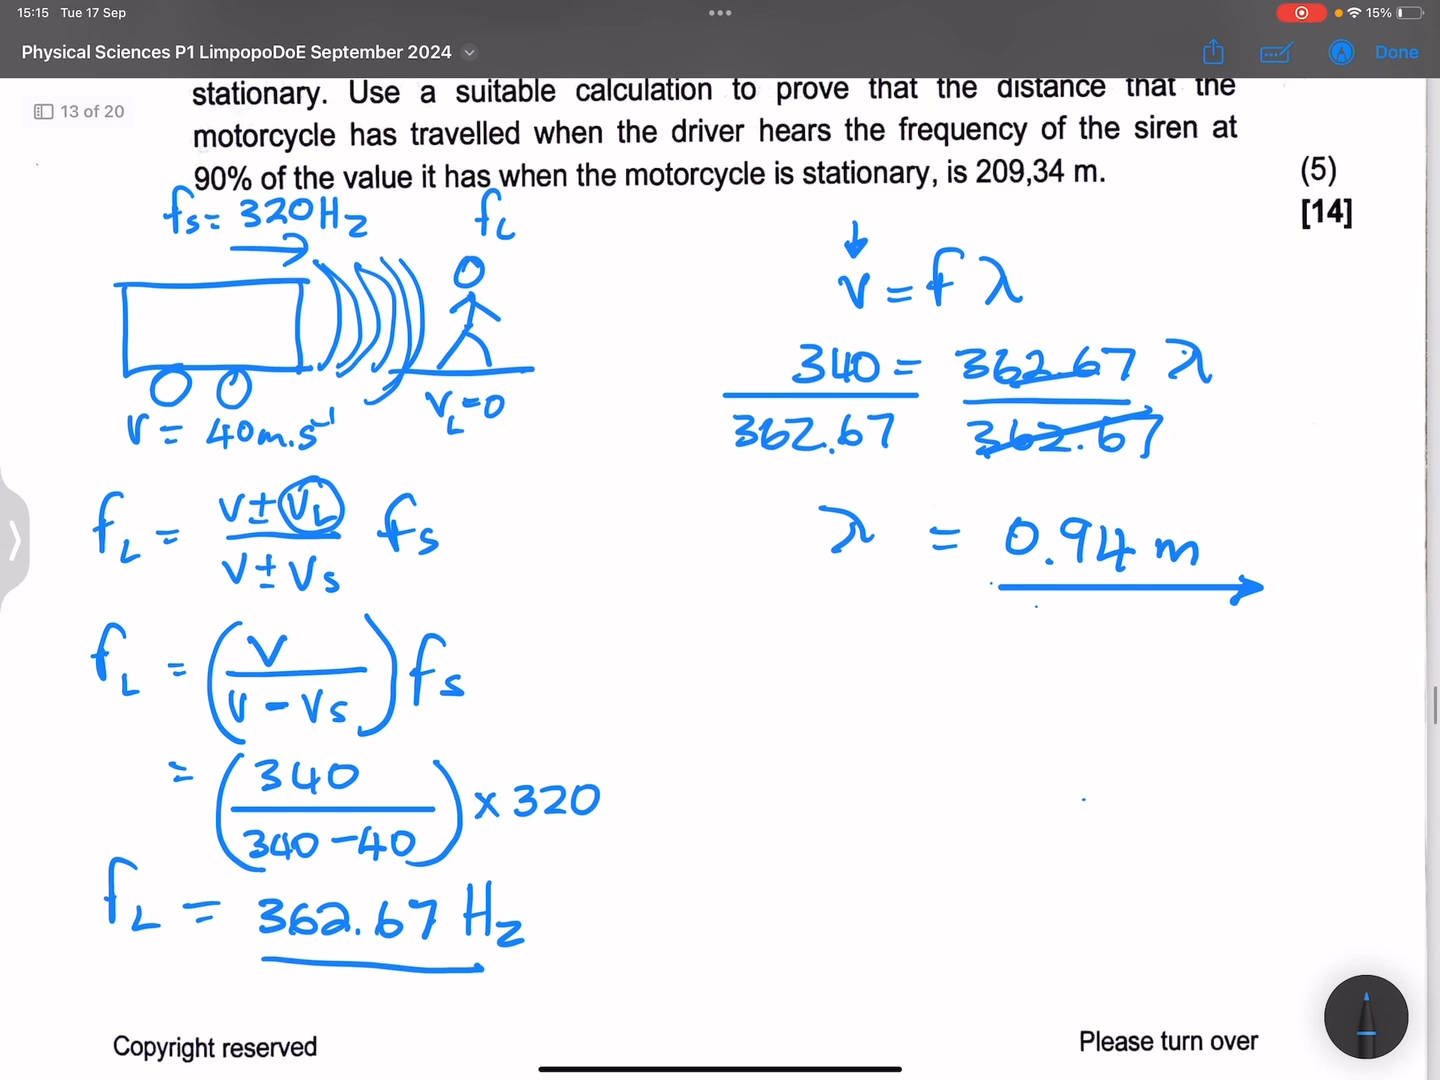 15:15 Tue 17 Sep
15%
Physical Sciences P1 LimpopoDoE September 2024
Done
13 of 20
stationary. Use a suitable calculation to prove that the distance that the
motorcycle has travelled when the driver hears the frequency of the siren at
90% of the value it has when the motorcycle is stationary, is 209,34 m.
(5)
[14]
fs = 320Hz
fL
v = 40m.s⁻¹
vL=0
fL = (v ± vL)/(v ± vs) fs
fL = (v/(v - vs)) fs
= (340/(340 - 40)) x 320
fL = 362.67 Hz
v = fλ
340/362.67 = 362.67 λ/362.67
λ = 0.94 m
Copyright reserved
Please turn over